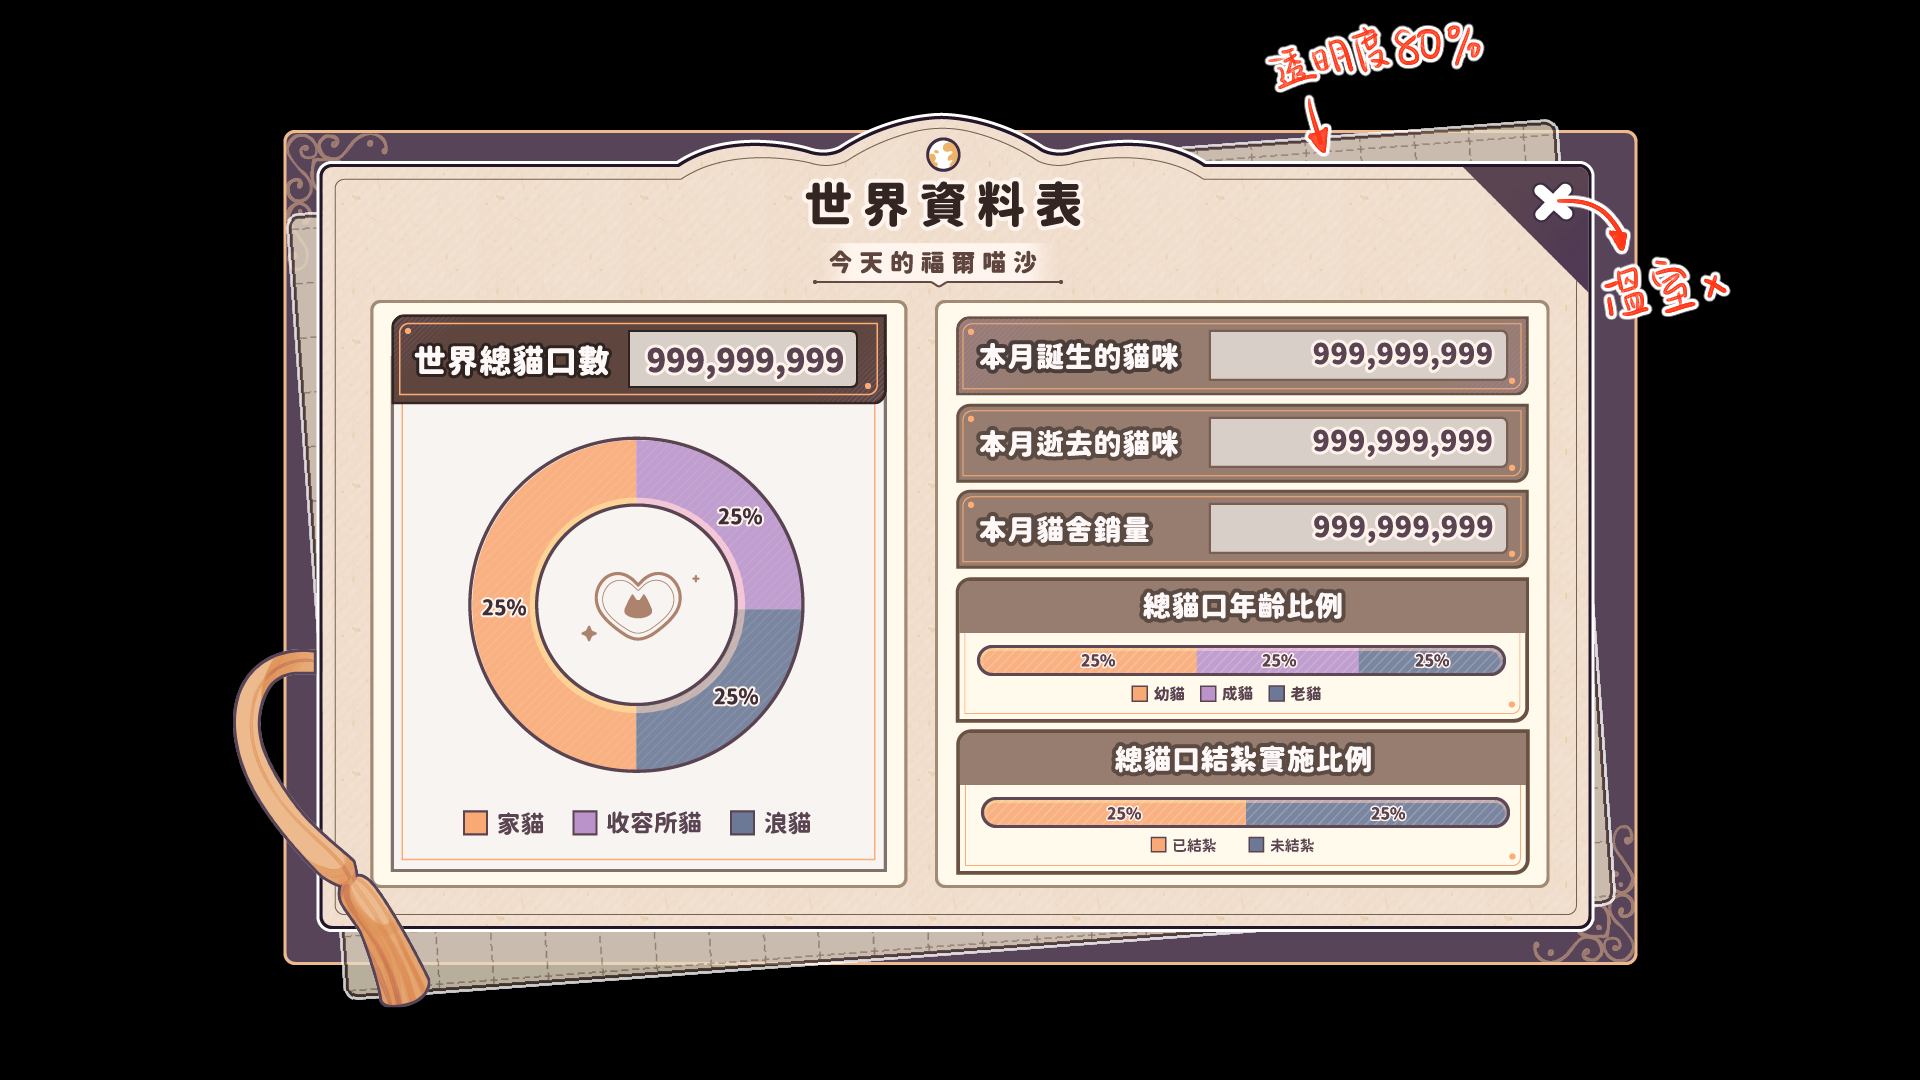 透明度80%
世界資料表
今天的福爾喵沙
溫室x
世界總貓口數 999,999,999
25%
25%
25%
家貓 收容所貓 浪貓
本月誕生的貓咪 999,999,999
本月逝去的貓咪 999,999,999
本月貓舍銷量 999,999,999
總貓口年齡比例
25% 25% 25%
幼貓 成貓 老貓
總貓口結紮實施比例
25% 25%
已結紮 未結紮